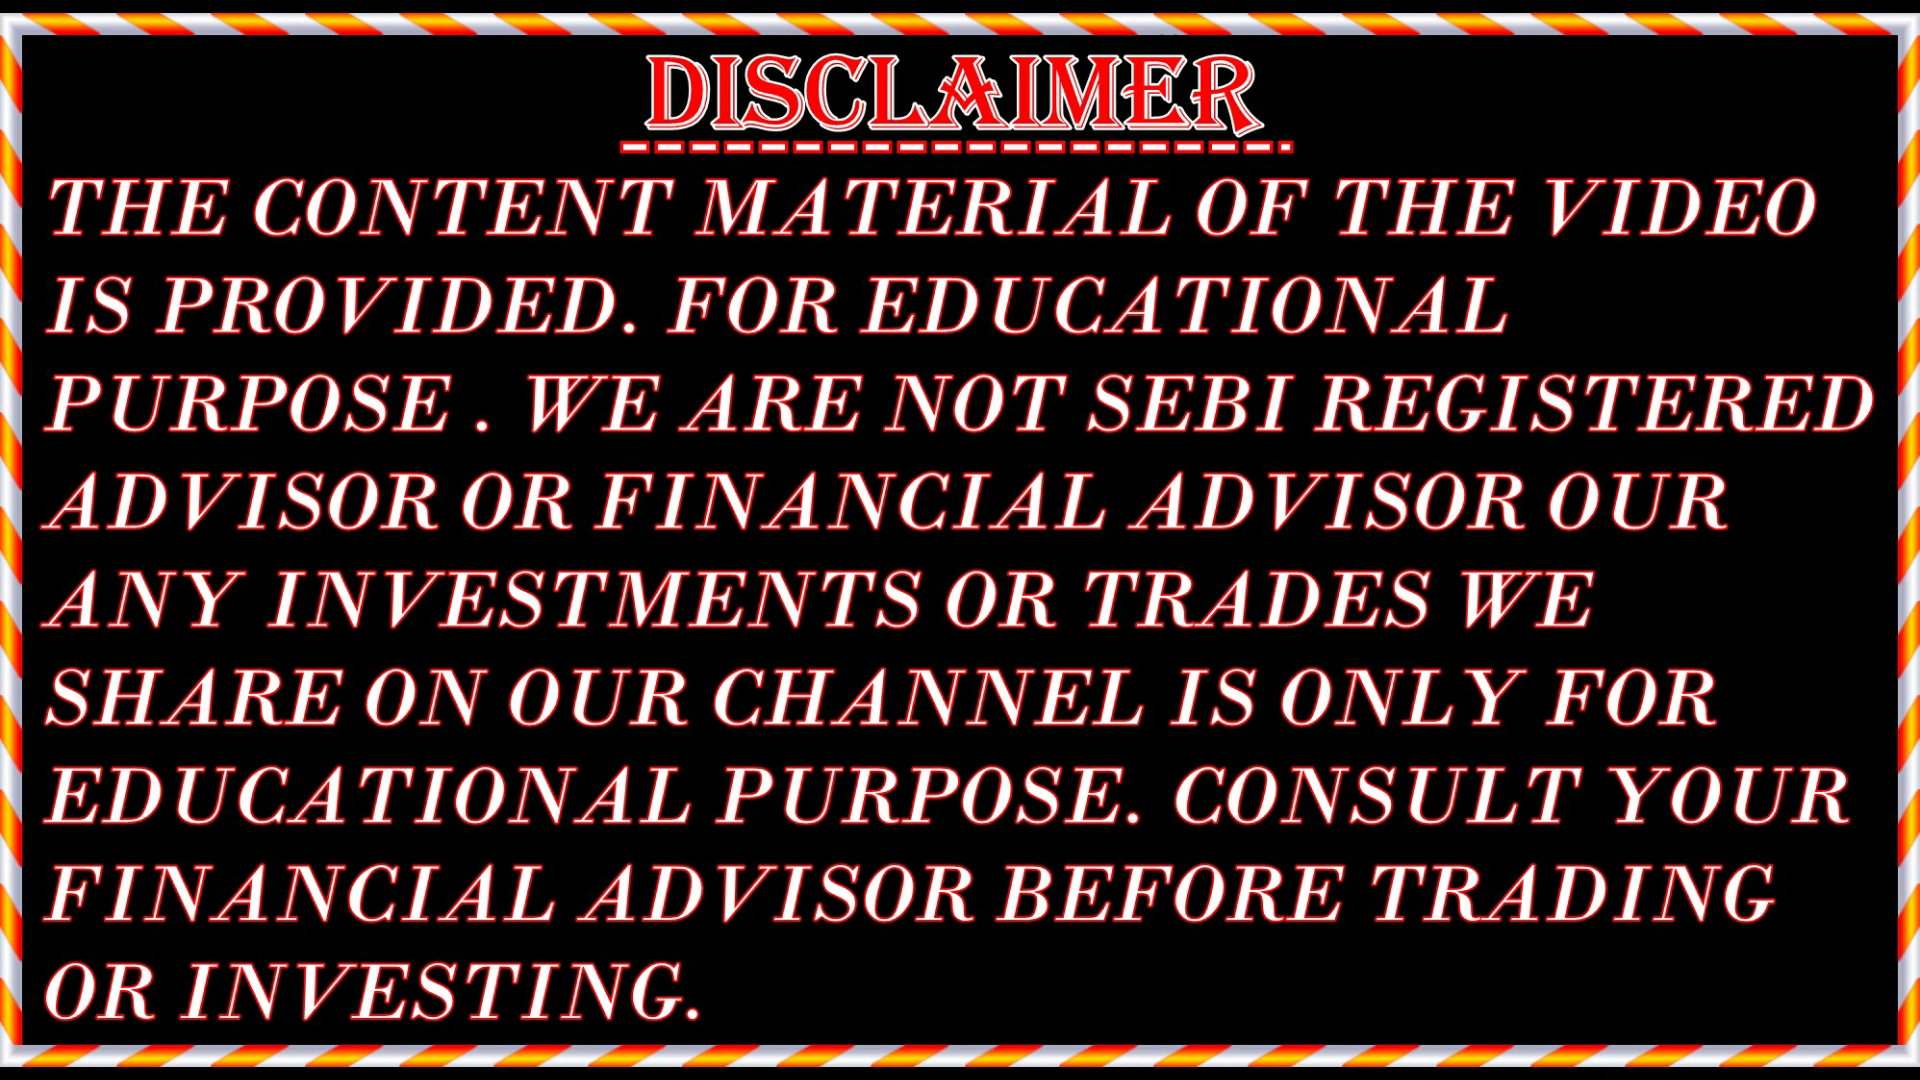 DISCLAIMER
THE CONTENT MATERIAL OF THE VIDEO
IS PROVIDED. FOR EDUCATIONAL
PURPOSE . WE ARE NOT SEBI REGISTERED
ADVISOR OR FINANCIAL ADVISOR OUR
ANY INVESTMENTS OR TRADES WE
SHARE ON OUR CHANNEL IS ONLY FOR
EDUCATIONAL PURPOSE. CONSULT YOUR
FINANCIAL ADVISOR BEFORE TRADING
OR INVESTING.